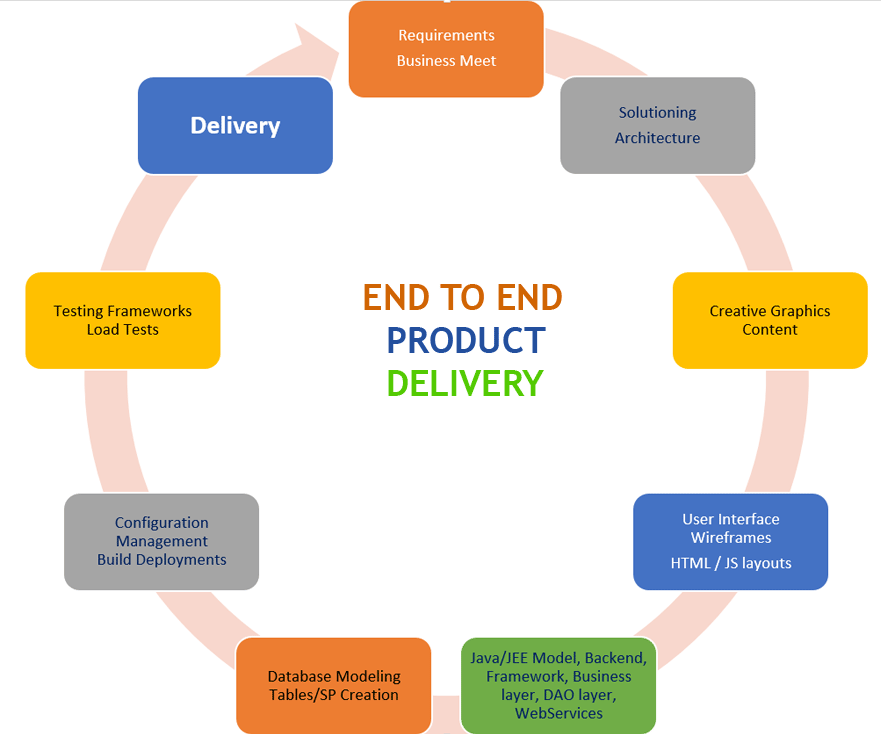 Requirements
Business Meet
Solutioning
Architecture
Creative Graphics
Content
User Interface
Wireframes
HTML / JS layouts
Java/JEE Model, Backend,
Framework, Business
layer, DAO layer,
WebServices
Database Modeling
Tables/SP Creation
Configuration
Management
Build Deployments
Testing Frameworks
Load Tests
Delivery
END TO END
PRODUCT
DELIVERY